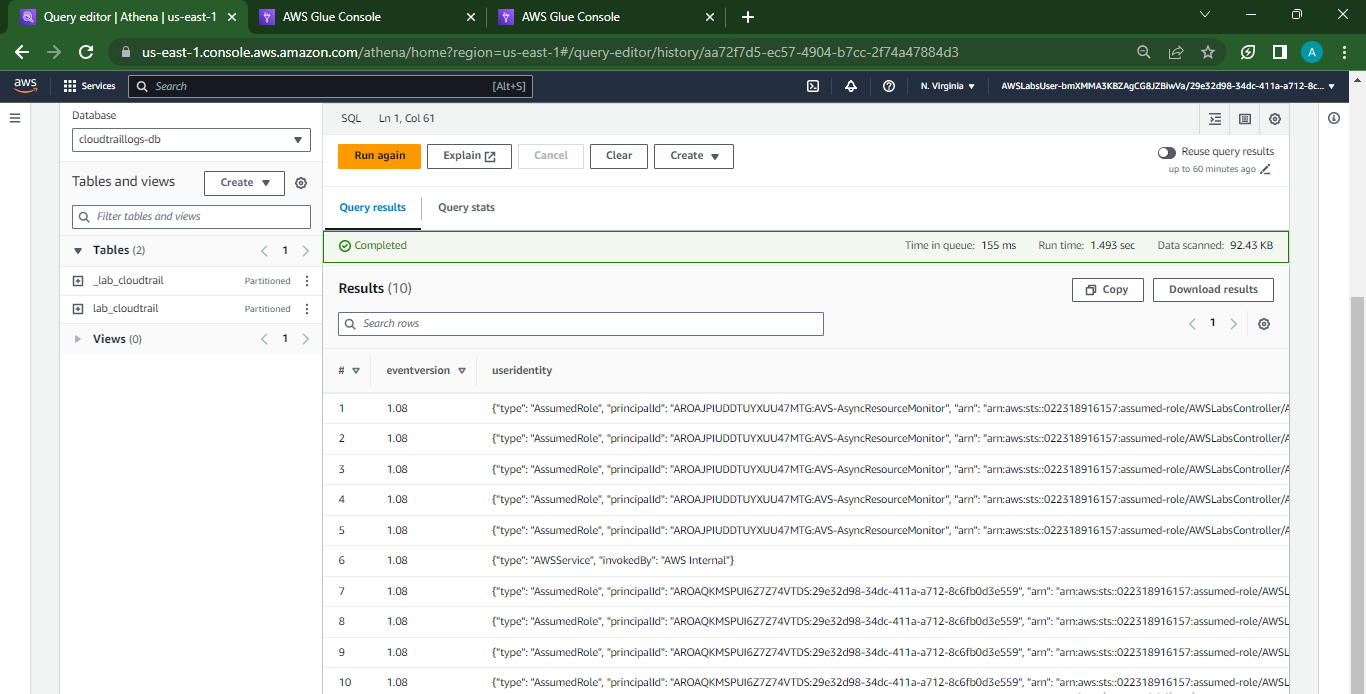 Query editor | Athena | us-east-1
AWS Glue Console
AWS Glue Console
us-east-1.console.aws.amazon.com/athena/home?region=us-east-1#/query-editor/history/aa72f7d5-ec57-4904-b7cc-2f74a47884d3
A
aws
Services
Search
[Alt+S]
N. Virginia
AWSLabsUser-bmXMMA3KBZAgCG8JZBiwVa/29e32d98-34dc-411a-a712-8c...
Database
cloudtraillogs-db
Tables and views
Create
Filter tables and views
Tables (2)
1
_lab_cloudtrail
Partitioned
lab_cloudtrail
Partitioned
Views (0)
1
SQL Ln 1, Col 61
Run again
Explain
Cancel
Clear
Create
Reuse query results
up to 60 minutes ago
Query results
Query stats
Completed
Time in queue: 155 ms Run time: 1.493 sec Data scanned: 92.43 KB
Results (10)
Copy
Download results
Search rows
1
# eventversion useridentity
1 1.08 {"type": "AssumedRole", "principalId": "AROAJPIUDDTUYXUU47MTG:AVS-AsyncResourceMonitor", "arn": "arn:aws:sts::022318916157:assumed-role/AWSLabsController/A
2 1.08 {"type": "AssumedRole", "principalId": "AROAJPIUDDTUYXUU47MTG:AVS-AsyncResourceMonitor", "arn": "arn:aws:sts::022318916157:assumed-role/AWSLabsController/A
3 1.08 {"type": "AssumedRole", "principalId": "AROAJPIUDDTUYXUU47MTG:AVS-AsyncResourceMonitor", "arn": "arn:aws:sts::022318916157:assumed-role/AWSLabsController/A
4 1.08 {"type": "AssumedRole", "principalId": "AROAJPIUDDTUYXUU47MTG:AVS-AsyncResourceMonitor", "arn": "arn:aws:sts::022318916157:assumed-role/AWSLabsController/A
5 1.08 {"type": "AssumedRole", "principalId": "AROAJPIUDDTUYXUU47MTG:AVS-AsyncResourceMonitor", "arn": "arn:aws:sts::022318916157:assumed-role/AWSLabsController/A
6 1.08 {"type": "AWSService", "invokedBy": "AWS Internal"}
7 1.08 {"type": "AssumedRole", "principalId": "AROAQKMSPUI6Z7Z74VTDS:29e32d98-34dc-411a-a712-8c6fb0d3e559", "arn": "arn:aws:sts::022318916157:assumed-role/AWSL
8 1.08 {"type": "AssumedRole", "principalId": "AROAQKMSPUI6Z7Z74VTDS:29e32d98-34dc-411a-a712-8c6fb0d3e559", "arn": "arn:aws:sts::022318916157:assumed-role/AWSL
9 1.08 {"type": "AssumedRole", "principalId": "AROAQKMSPUI6Z7Z74VTDS:29e32d98-34dc-411a-a712-8c6fb0d3e559", "arn": "arn:aws:sts::022318916157:assumed-role/AWSL
10 1.08 {"type": "AssumedRole", "principalId": "AROAQKMSPUI6Z7Z74VTDS:29e32d98-34dc-411a-a712-8c6fb0d3e559", "arn": "arn:aws:sts::022318916157:assumed-role/AWSL